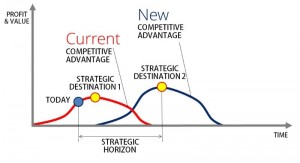 PROFIT
& VALUE
New
COMPETITIVE
ADVANTAGE
Current
COMPETITIVE
ADVANTAGE
STRATEGIC
DESTINATION 1
STRATEGIC
DESTINATION 2
TODAY
TIME
STRATEGIC
HORIZON